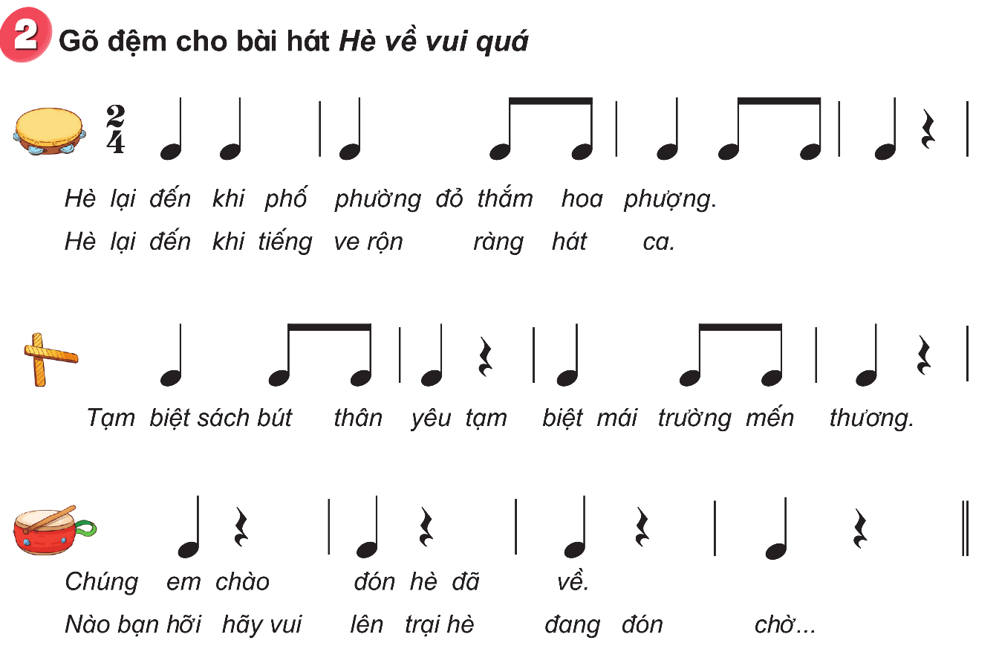 2 Gõ đệm cho bài hát Hè về vui quá
2
4
Hè lại đến khi phố phường đỏ thắm hoa phượng.
Hè lại đến khi tiếng ve rộn ràng hát ca.
Tạm biệt sách bút thân yêu tạm biệt mái trường mến thương.
Chúng em chào đón hè đã về.
Nào bạn hỡi hãy vui lên trại hè đang đón chờ...